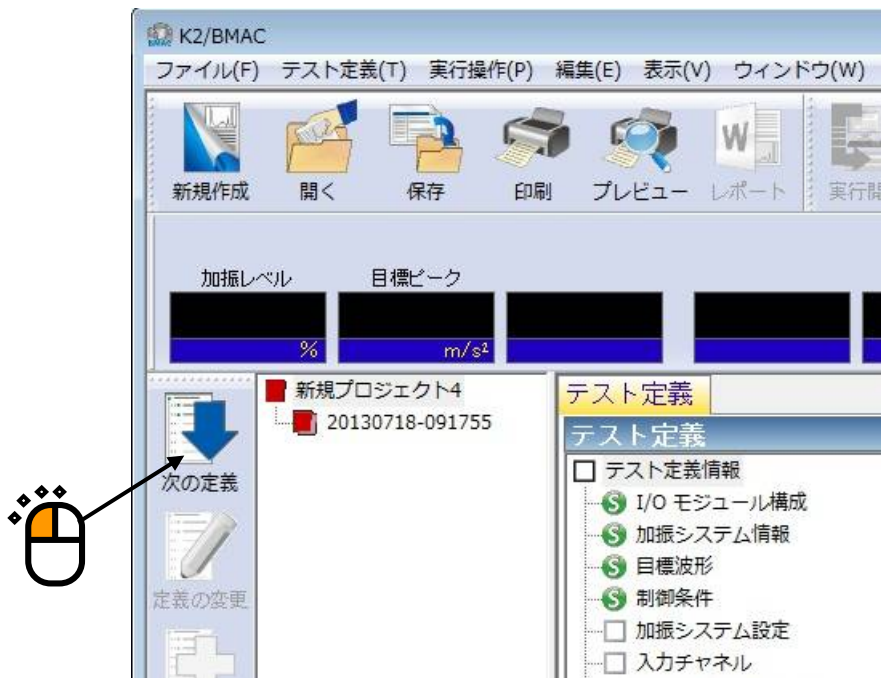 K2/BMAC
ファイル(F) テスト定義(T) 実行操作(P) 編集(E) 表示(V) ウィンドウ(W)
新規作成 開く 保存 印刷 プレビュー レポート 実行開
加振レベル 目標ピーク
% m/s²
新規プロジェクト4
20130718-091755
次の定義
定義の変更
テスト定義
テスト定義
テスト定義情報
I/O モジュール構成
加振システム情報
目標波形
制御条件
加振システム設定
入力チャネル